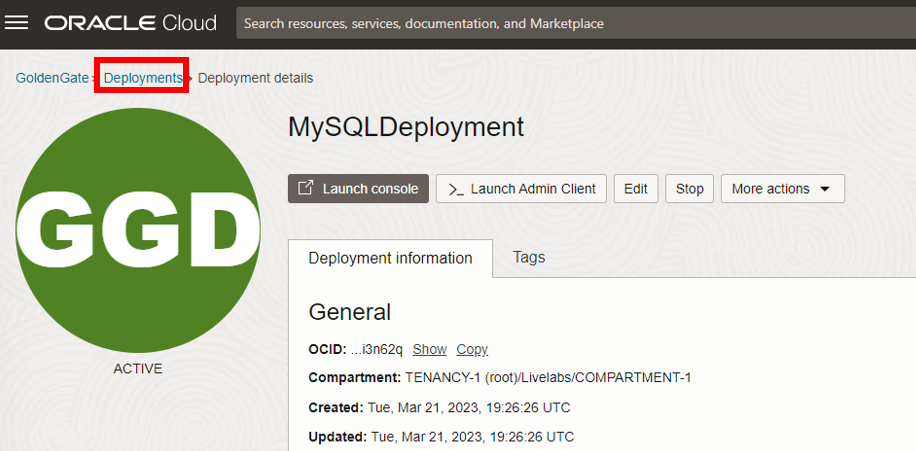 ORACLE Cloud Search resources, services, documentation, and Marketplace
GoldenGate › Deployments › Deployment details
GGD
ACTIVE
MySQLDeployment
Launch console >_ Launch Admin Client Edit Stop More actions
Deployment information Tags
General
OCID: ...i3n62q Show Copy
Compartment: TENANCY-1 (root)/Livelabs/COMPARTMENT-1
Created: Tue, Mar 21, 2023, 19:26:26 UTC
Updated: Tue, Mar 21, 2023, 19:26:26 UTC